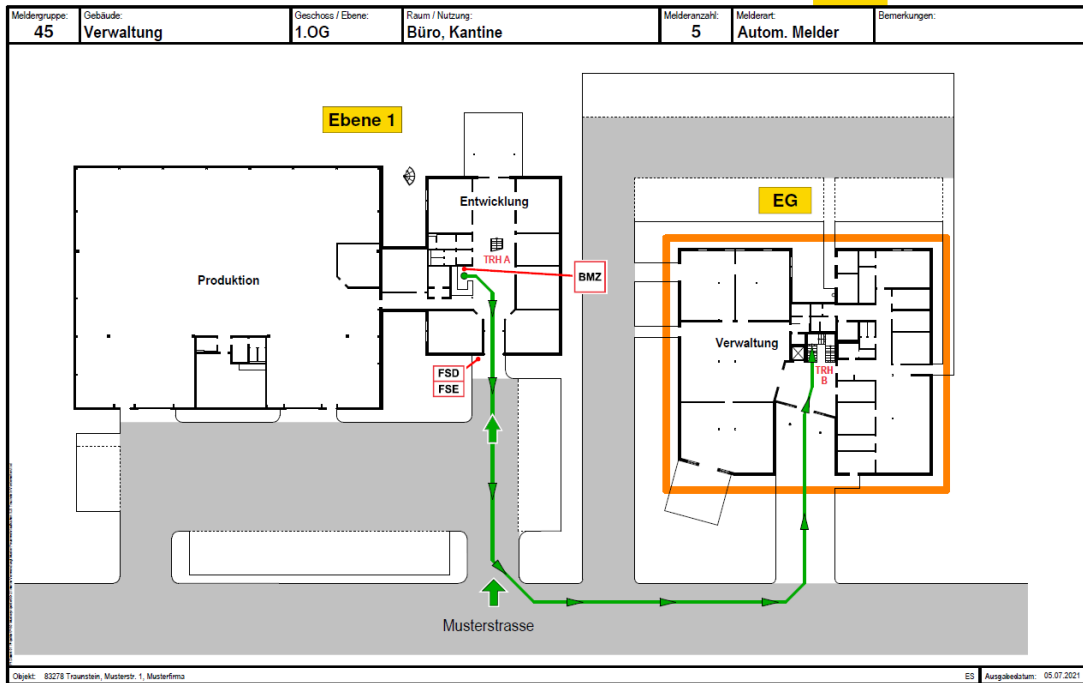 Meldergruppe:
45
Gebäude:
Verwaltung
Geschoss / Ebene:
1.OG
Raum / Nutzung:
Büro, Kantine
Melderanzahl:
5
Melderart:
Autom. Melder
Bemerkungen:
Ebene 1
Entwicklung
EG
TRH A
BMZ
Produktion
Verwaltung
TRH
B
FSD
FSE
Musterstrasse
Objekt: 83278 Traunstein, Musterstr. 1, Musterfirma
ES
Ausgabedatum: 05.07.2021